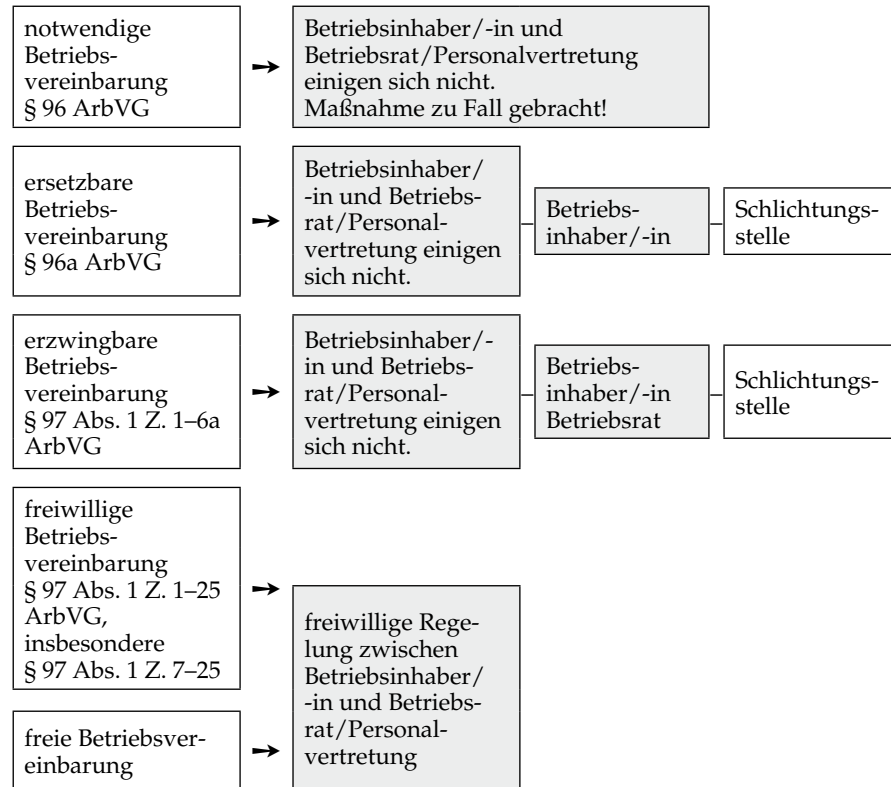 notwendige
Betriebs-
vereinbarung
§ 96 ArbVG
Betriebsinhaber/-in und
Betriebsrat/Personalvertretung
einigen sich nicht.
Maßnahme zu Fall gebracht!
ersetzbare
Betriebs-
vereinbarung
§ 96a ArbVG
Betriebsinhaber/
-in und Betriebs-
rat/Personal-
vertretung einigen
sich nicht.
Betriebs-
inhaber/-in
Schlichtungs-
stelle
erzwingbare
Betriebs-
vereinbarung
§ 97 Abs. 1 Z. 1–6a
ArbVG
Betriebsinhaber/-
in und Betriebs-
rat/Personal-
vertretung einigen
sich nicht.
Betriebs-
inhaber/-in
Betriebsrat
Schlichtungs-
stelle
freiwillige
Betriebs-
vereinbarung
§ 97 Abs. 1 Z. 1–25
ArbVG,
insbesondere
§ 97 Abs. 1 Z. 7–25
freie Betriebsver-
einbarung
freiwillige Rege-
lung zwischen
Betriebsinhaber/
-in und Betriebs-
rat/Personal-
vertretung